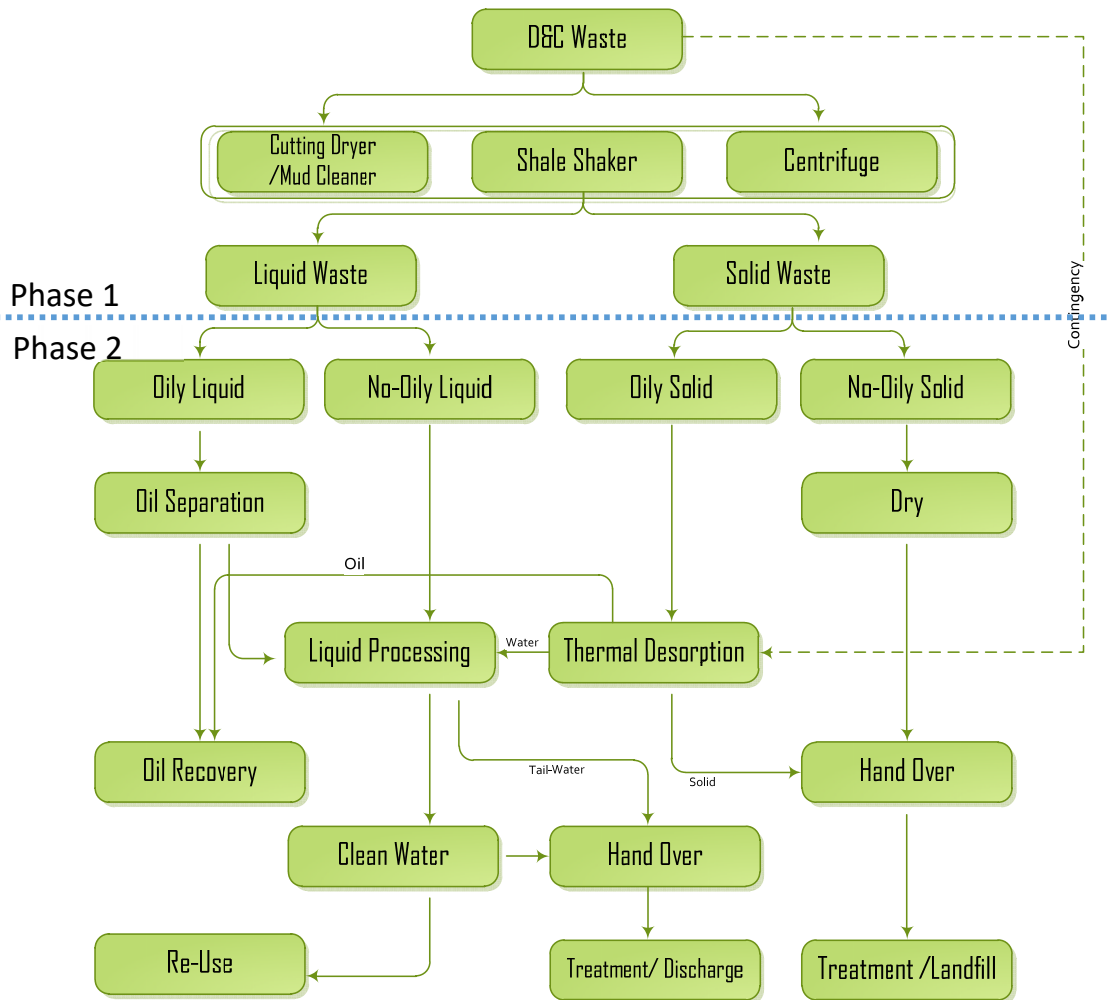 D&C Waste
Cutting Dryer
/Mud Cleaner
Shale Shaker
Centrifuge
Liquid Waste
Solid Waste
Contingency
Phase 1
Phase 2
Oily Liquid
No-Oily Liquid
Oily Solid
No-Oily Solid
Oil Separation
Dry
Oil
Liquid Processing
Water
Thermal Desorption
Oil Recovery
Tail-Water
Solid
Hand Over
Clean Water
Hand Over
Re-Use
Treatment/ Discharge
Treatment /Landfill